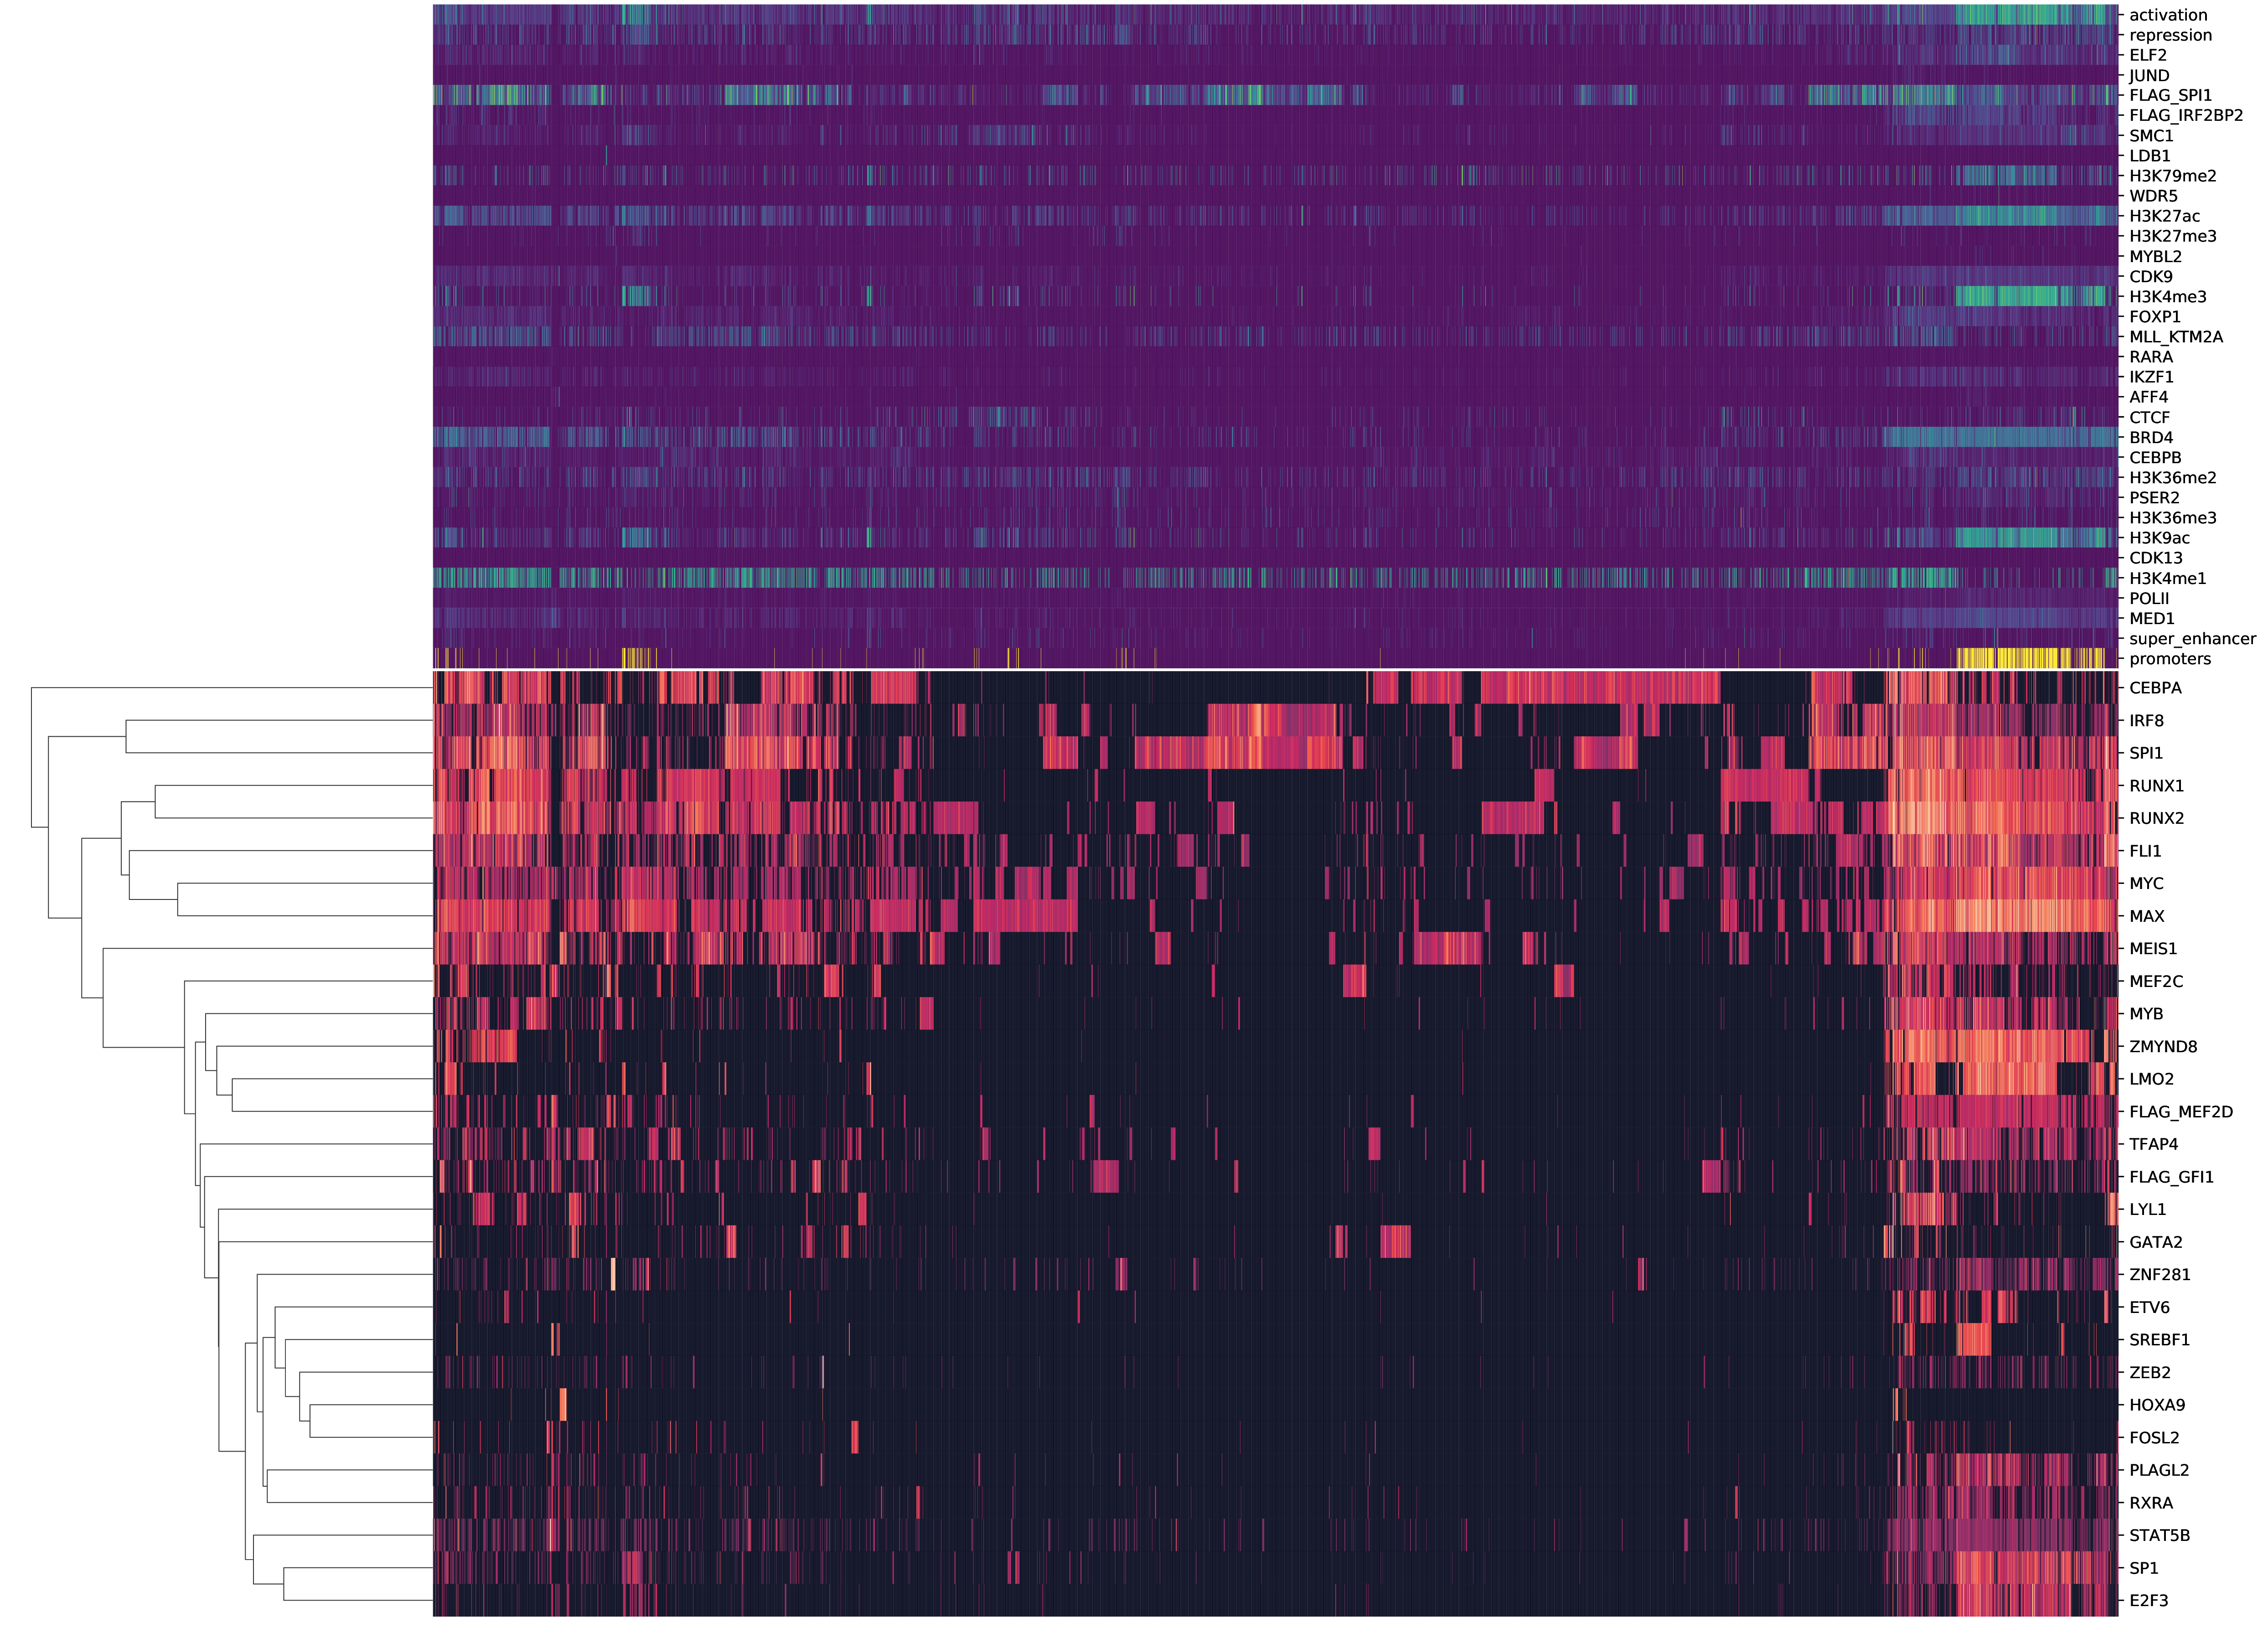 activation
repression
ELF2
JUND
FLAG_SPI1
FLAG_IRF2BP2
SMC1
LDB1
H3K79me2
WDR5
H3K27ac
H3K27me3
MYBL2
CDK9
H3K4me3
FOXP1
MLL_KTM2A
RARA
IKZF1
AFF4
CTCF
BRD4
CEBPB
H3K36me2
PSER2
H3K36me3
H3K9ac
CDK13
H3K4me1
POLII
MED1
super_enhancer
promoters
CEBPA
IRF8
SPI1
RUNX1
RUNX2
FLI1
MYC
MAX
MEIS1
MEF2C
MYB
ZMYND8
LMO2
FLAG_MEF2D
TFAP4
FLAG_GFI1
LYL1
GATA2
ZNF281
ETV6
SREBF1
ZEB2
HOXA9
FOSL2
PLAGL2
RXRA
STAT5B
SP1
E2F3